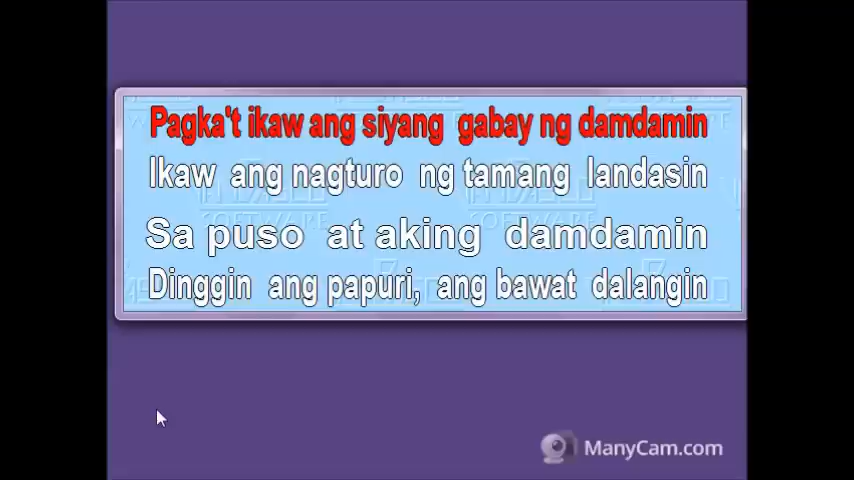 Pagka't ikaw ang siyang gabay ng damdamin
Ikaw ang nagturo ng tamang landasin
Sa puso at aking damdamin
Dinggin ang papuri, ang bawat dalangin
ManyCam.com